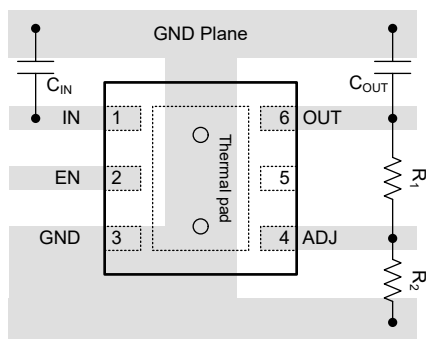 GND Plane
CIN
COUT
IN 1
6 OUT
EN 2
5
Thermal pad
R1
GND 3
4 ADJ
R2